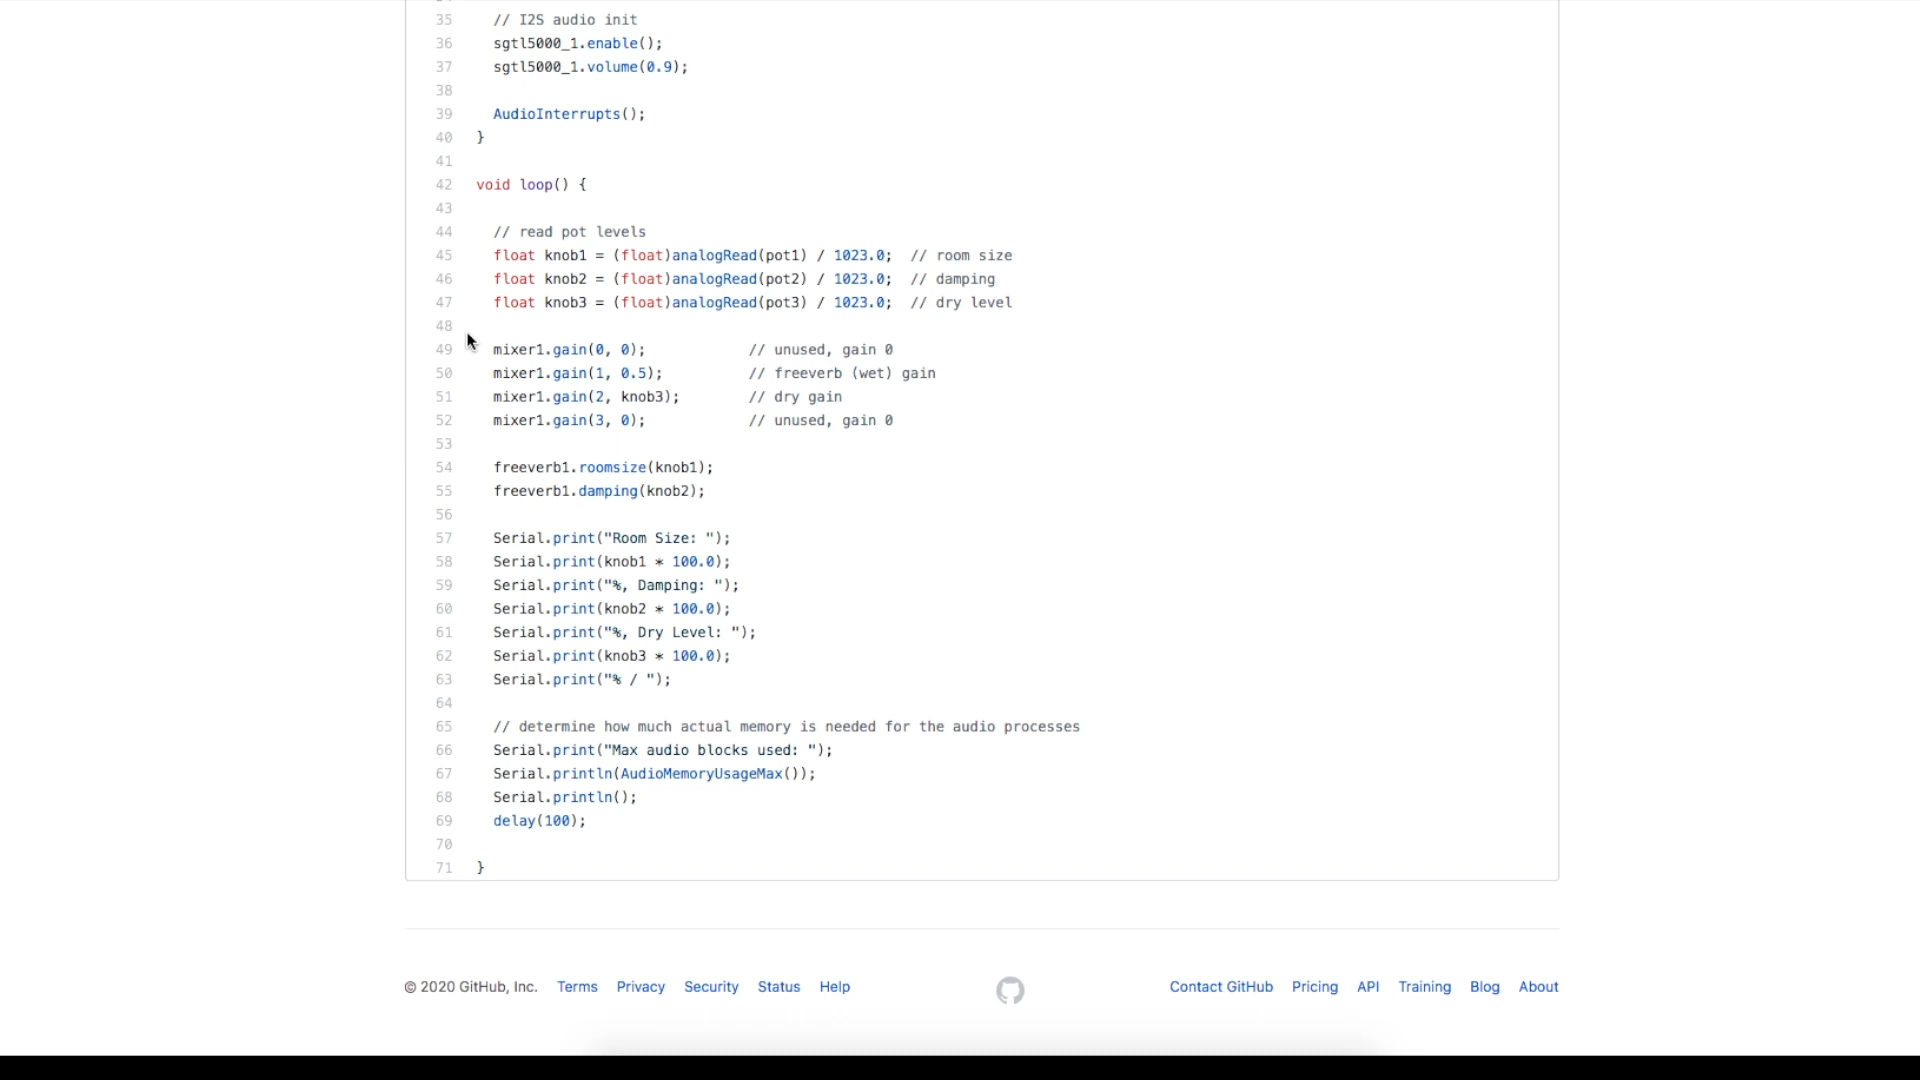 35 // I2S audio init
36 sgtl5000_1.enable();
37 sgtl5000_1.volume(0.9);
38
39 AudioInterrupts();
40 }
41
42 void loop() {
43
44 // read pot levels
45 float knob1 = (float)analogRead(pot1) / 1023.0; // room size
46 float knob2 = (float)analogRead(pot2) / 1023.0; // damping
47 float knob3 = (float)analogRead(pot3) / 1023.0; // dry level
48
49 mixer1.gain(0, 0); // unused, gain 0
50 mixer1.gain(1, 0.5); // freeverb (wet) gain
51 mixer1.gain(2, knob3); // dry gain
52 mixer1.gain(3, 0); // unused, gain 0
53
54 freeverb1.roomsize(knob1);
55 freeverb1.damping(knob2);
56
57 Serial.print("Room Size: ");
58 Serial.print(knob1 * 100.0);
59 Serial.print("%, Damping: ");
60 Serial.print(knob2 * 100.0);
61 Serial.print("%, Dry Level: ");
62 Serial.print(knob3 * 100.0);
63 Serial.print("% / ");
64
65 // determine how much actual memory is needed for the audio processes
66 Serial.print("Max audio blocks used: ");
67 Serial.println(AudioMemoryUsageMax());
68 Serial.println();
69 delay(100);
70
71 }
© 2020 GitHub, Inc. Terms Privacy Security Status Help Contact GitHub Pricing API Training Blog About